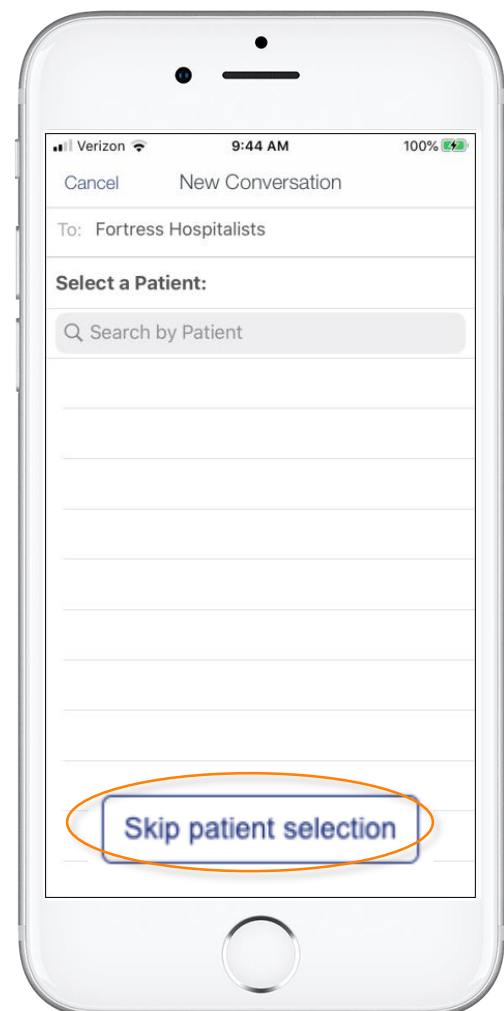 Verizon 9:44 AM 100%
Cancel New Conversation
To: Fortress Hospitalists
Select a Patient:
Search by Patient
Skip patient selection